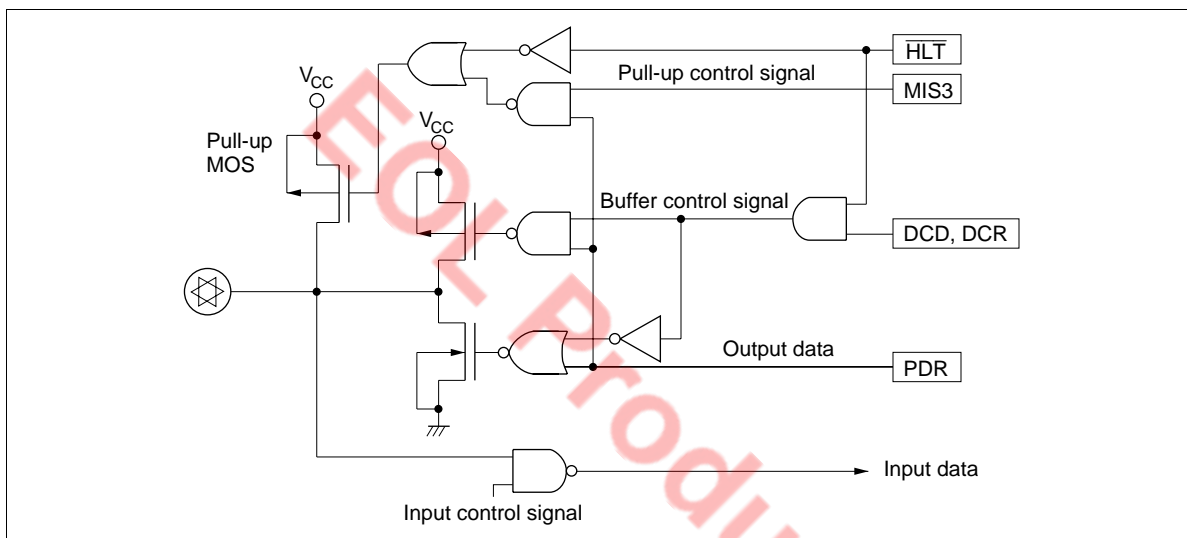 HLT
Pull-up control signal
MIS3
VCC
VCC
Pull-up
MOS
Buffer control signal
DCD, DCR
Output data
PDR
Input data
Input control signal
EOL Produ